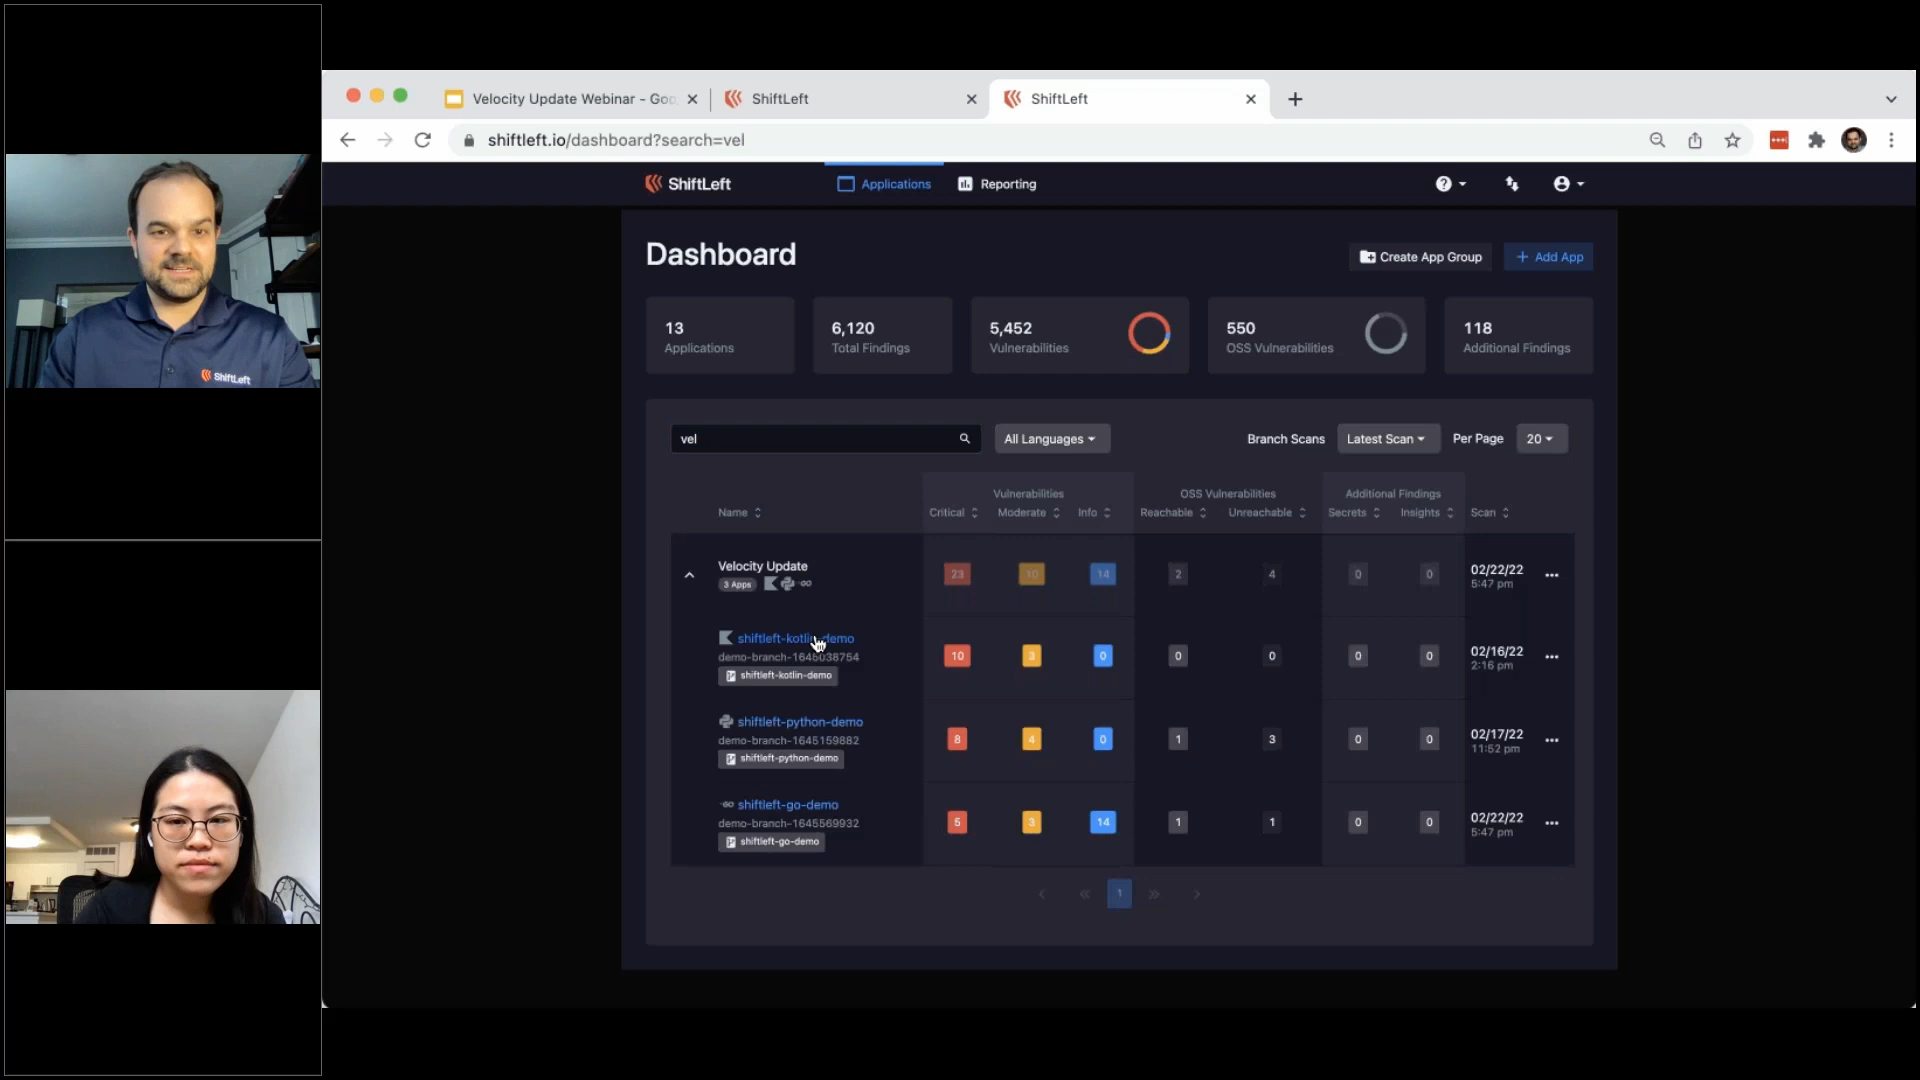 Velocity Update Webinar - Goo
ShiftLeft
ShiftLeft
shiftleft.io/dashboard?search=vel
ShiftLeft
Applications
Reporting
Dashboard
Create App Group
+ Add App
13
Applications
6,120
Total Findings
5,452
Vulnerabilities
550
OSS Vulnerabilities
118
Additional Findings
vel
All Languages
Branch Scans
Latest Scan
Per Page
20
Vulnerabilities
OSS Vulnerabilities
Additional Findings
Name
Critical
Moderate
Info
Reachable
Unreachable
Secrets
Insights
Scan
Velocity Update
3 Apps
23
10
14
2
4
0
0
02/22/22
5:47 pm
shiftleft-kotlin-demo
demo-branch-1645038754
shiftleft-kotlin-demo
10
3
0
0
0
0
0
02/16/22
2:16 pm
shiftleft-python-demo
demo-branch-1645159882
shiftleft-python-demo
8
4
0
1
3
0
0
02/17/22
11:52 pm
shiftleft-go-demo
demo-branch-1645569932
shiftleft-go-demo
5
3
14
1
1
0
0
02/22/22
5:47 pm
1
ShiftLeft